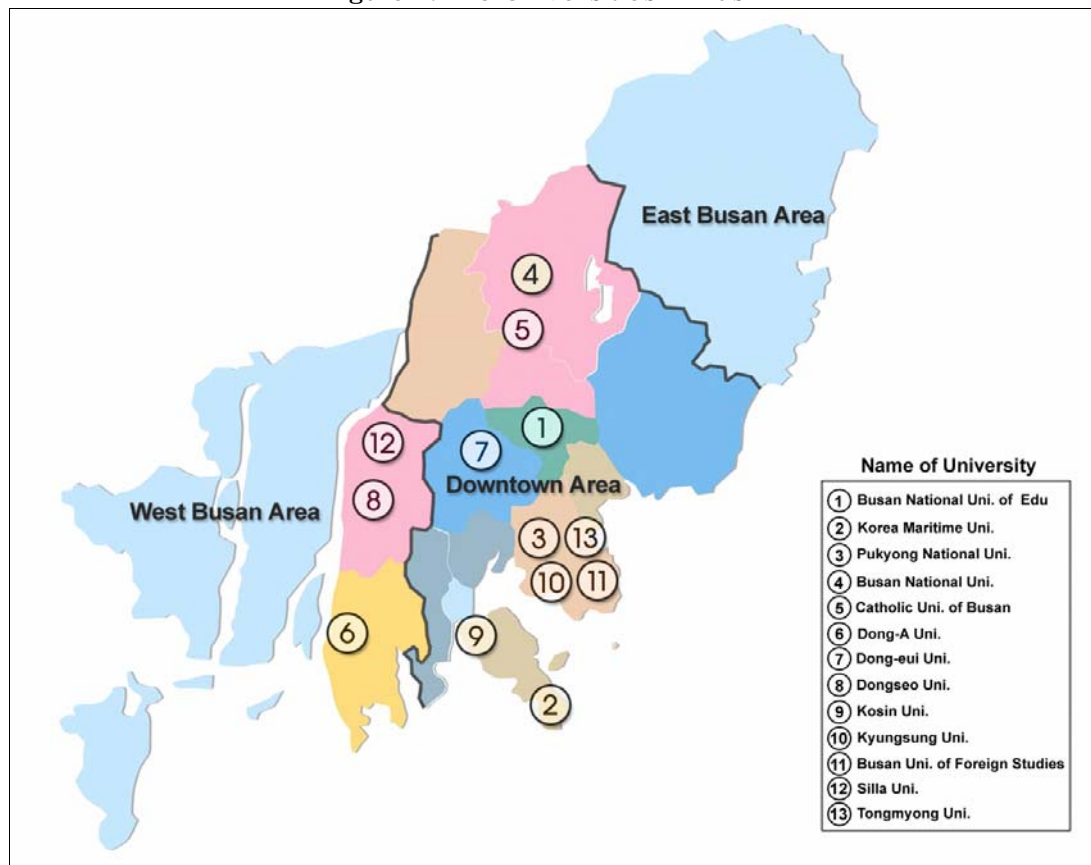 East Busan Area
4
5
12
1
7
8
Downtown Area
West Busan Area
3
13
10
11
6
9
2
Name of University
1 Busan National Uni. of Edu
2 Korea Maritime Uni.
3 Pukyong National Uni.
4 Busan National Uni.
5 Catholic Uni. of Busan
6 Dong-A Uni.
7 Dong-eui Uni.
8 Dongseo Uni.
9 Kosin Uni.
10 Kyungsung Uni.
11 Busan Uni. of Foreign Studies
12 Silla Uni.
13 Tongmyong Uni.